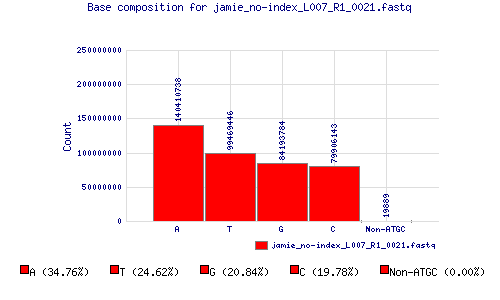 Base composition for jamie_no-index_L007_R1_0021.fastq
250000000
200000000
150000000
100000000
50000000
0
Count
140410738
99469446
84193784
79906143
19889
A T G C Non-ATGC
jamie_no-index_L007_R1_0021.fastq
A (34.76%) T (24.62%) G (20.84%) C (19.78%) Non-ATGC (0.00%)